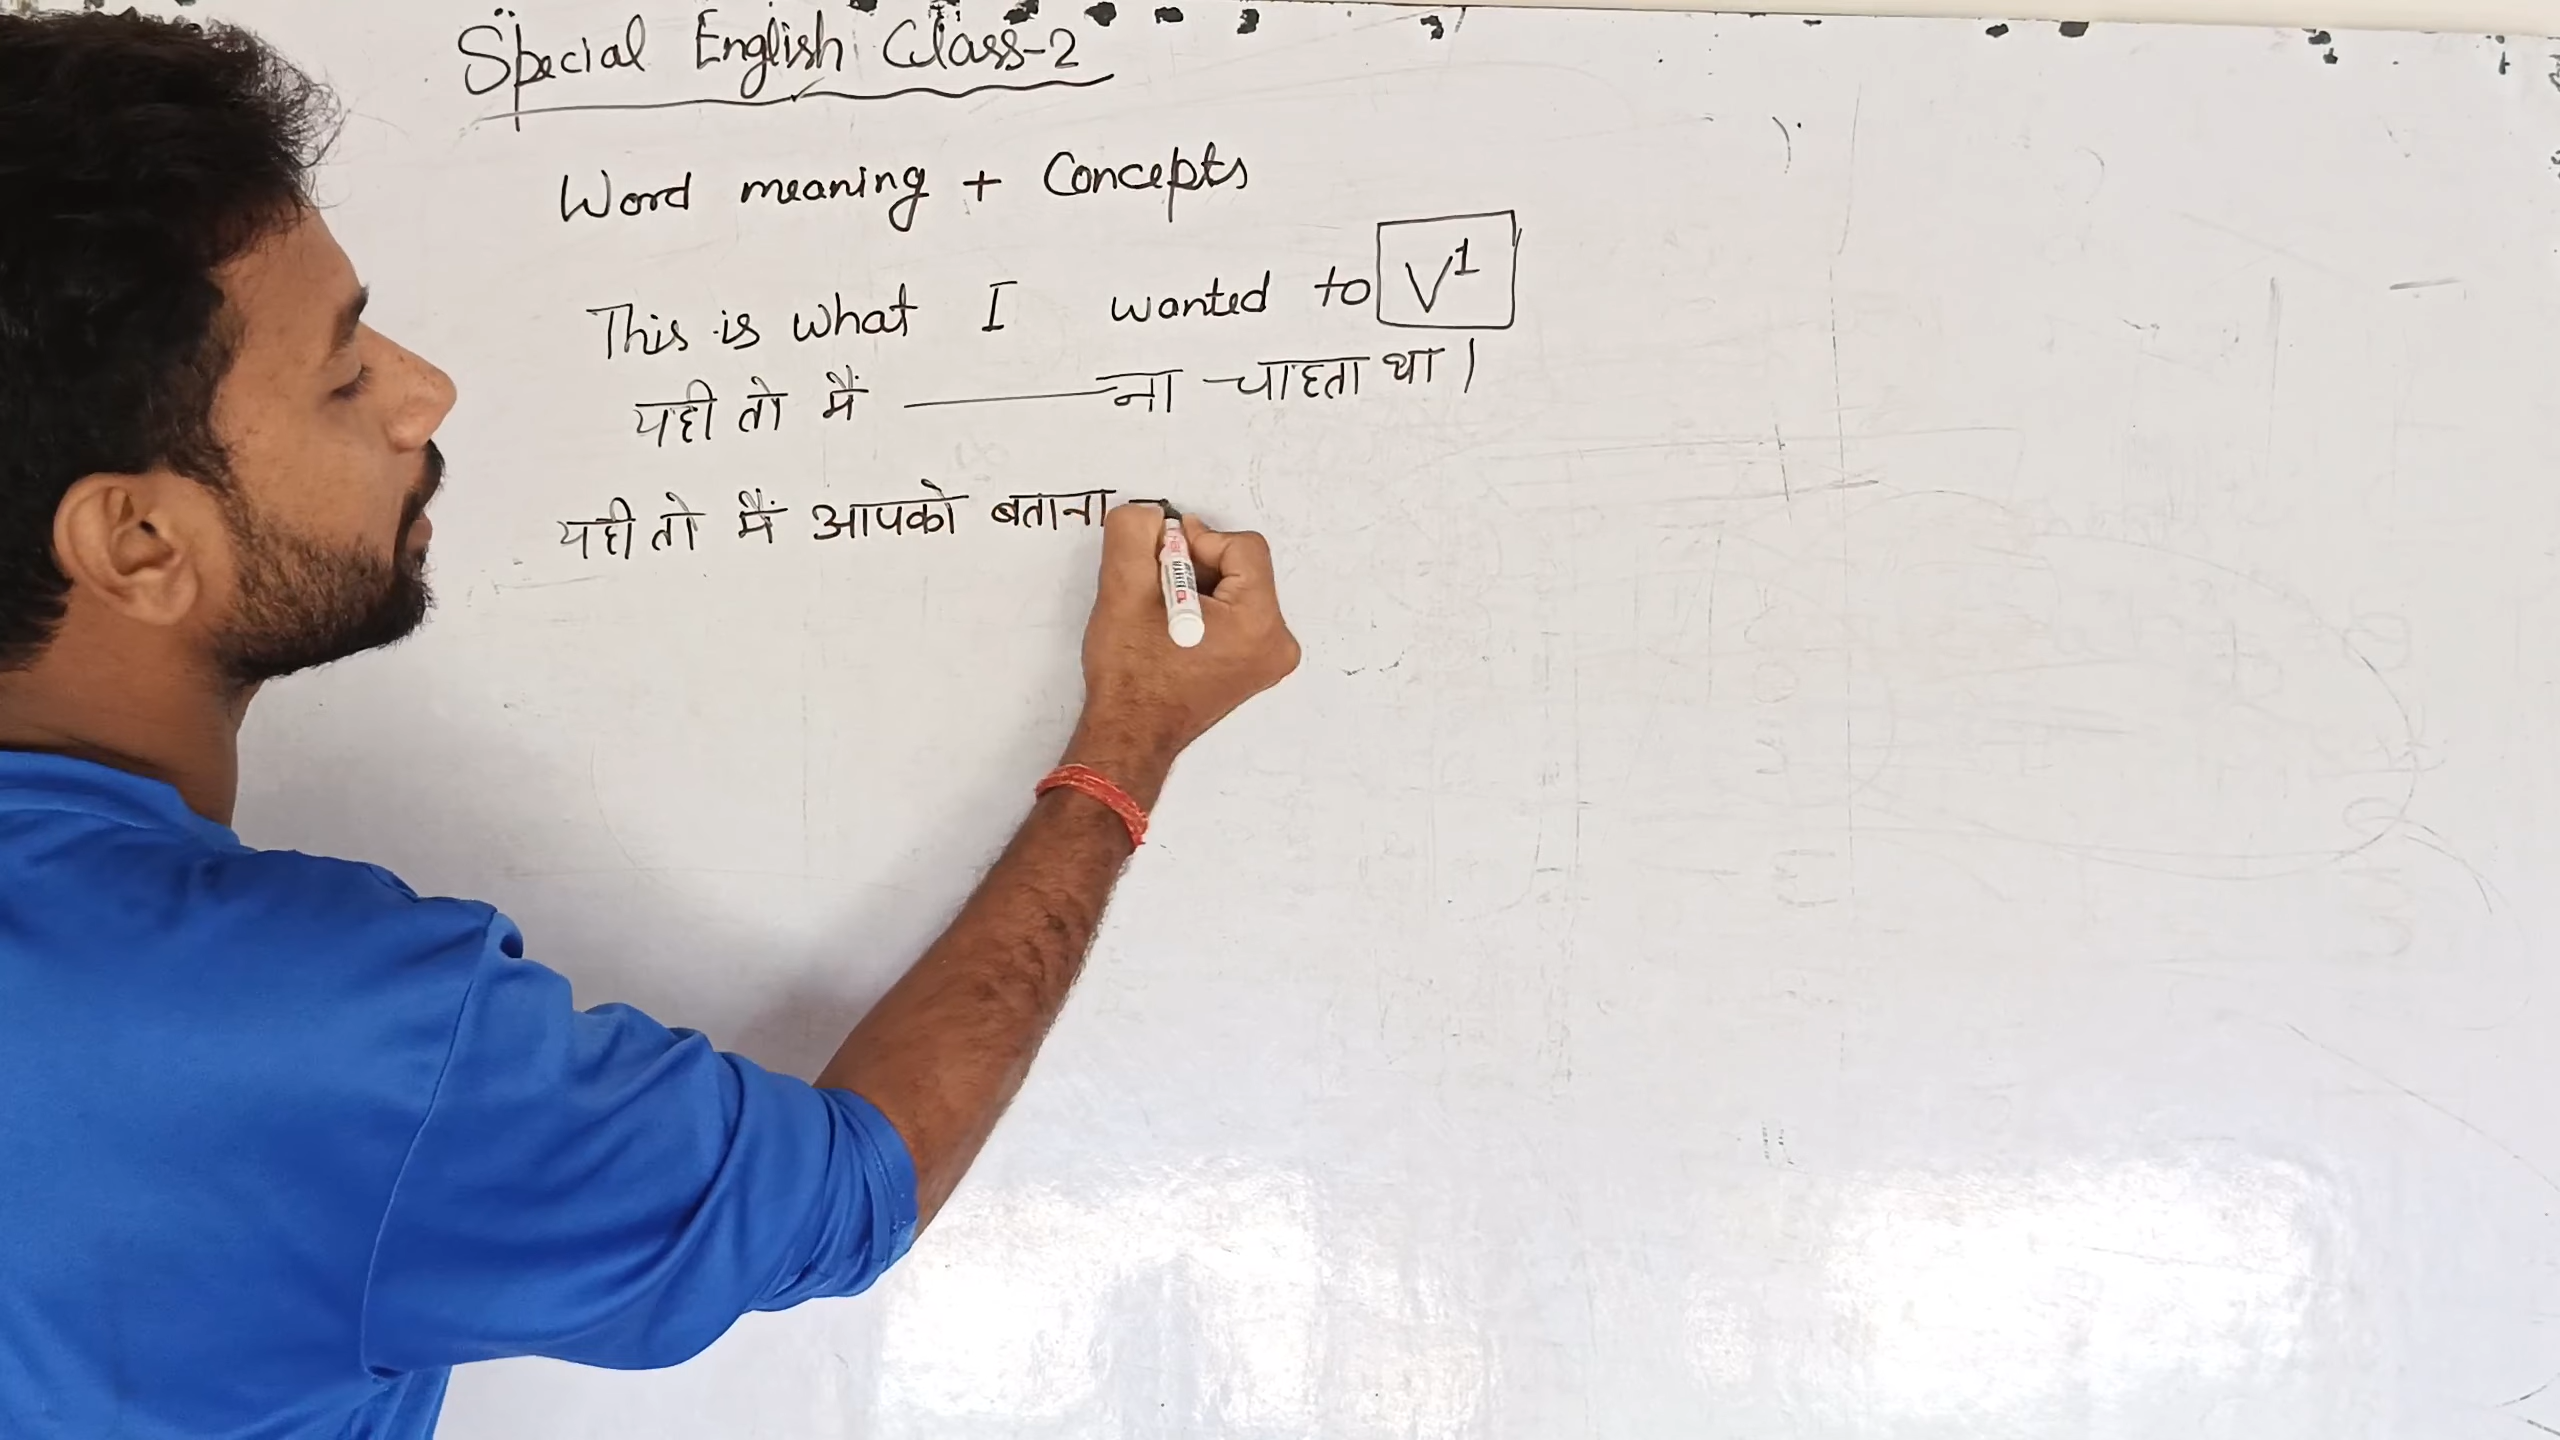 Special English Class-2
Word meaning + Concepts
This is what I wanted to V¹
यही तो मैं ———ना चाहता था।
यही तो मैं आपको बताना